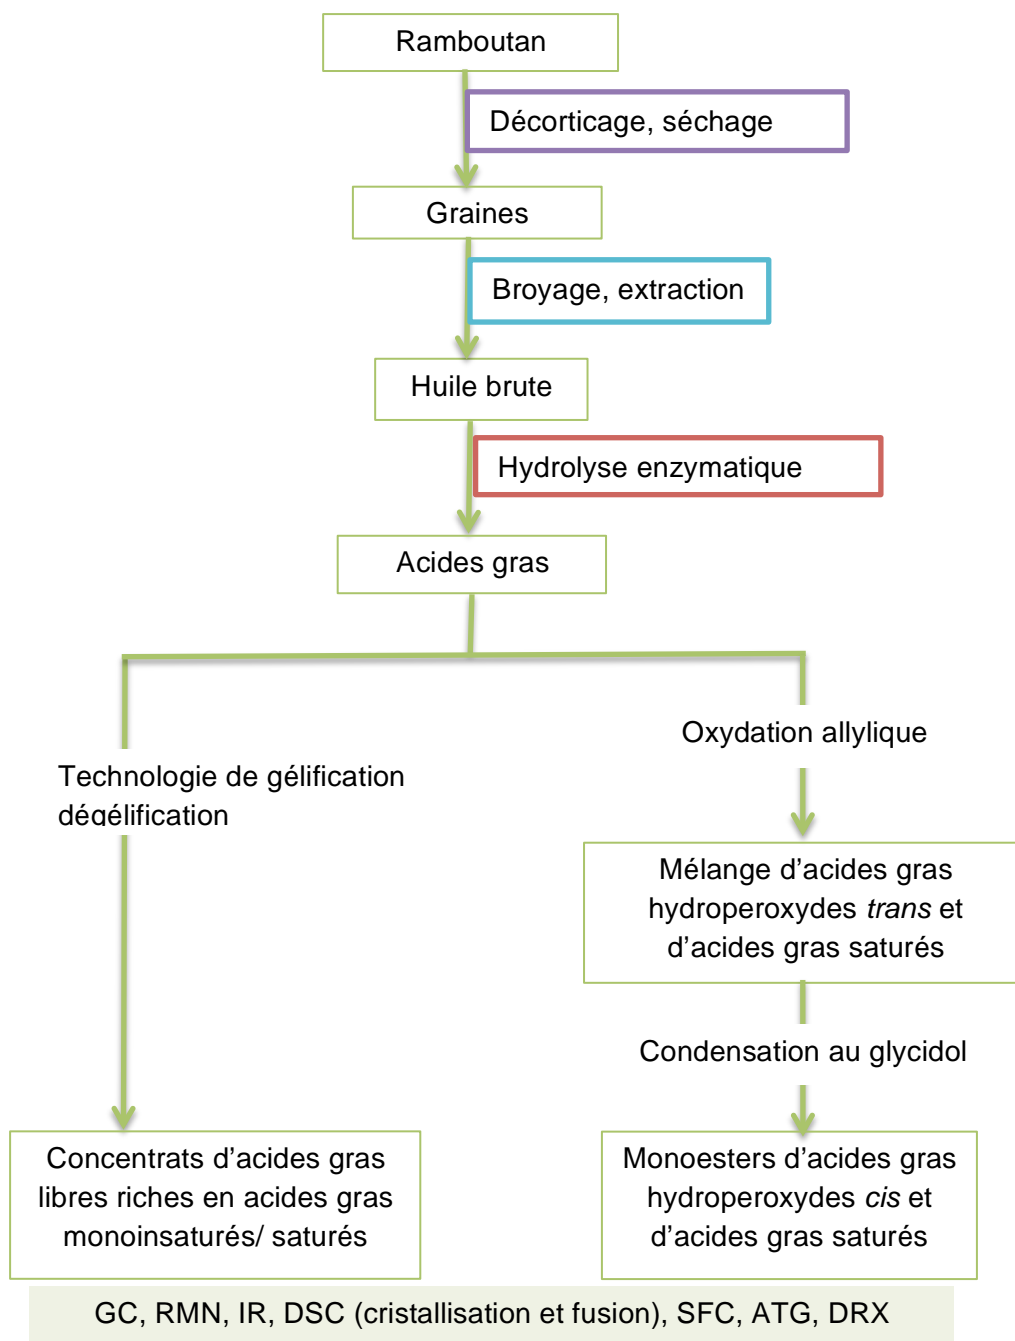 Ramboutan
Décorticage, séchage
Graines
Broyage, extraction
Huile brute
Hydrolyse enzymatique
Acides gras
Technologie de gélification
dégélification
Oxydation allylique
Mélange d'acides gras
hydroperoxydes trans et
d'acides gras saturés
Condensation au glycidol
Concentrats d'acides gras
libres riches en acides gras
monoinsaturés/ saturés
Monoesters d'acides gras
hydroperoxydes cis et
d'acides gras saturés
GC, RMN, IR, DSC (cristallisation et fusion), SFC, ATG, DRX